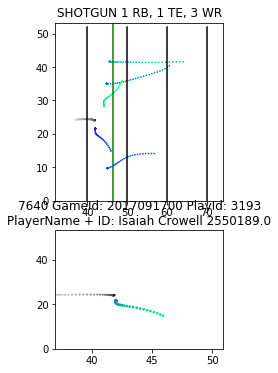 SHOTGUN 1 RB, 1 TE, 3 WR
50
40
30
20
10
0
40 50 60 70
7640 GameId: 2017091700 PlayId: 3193
PlayerName + ID: Isaiah Crowell 2550189.0
40
20
0
40 45 50